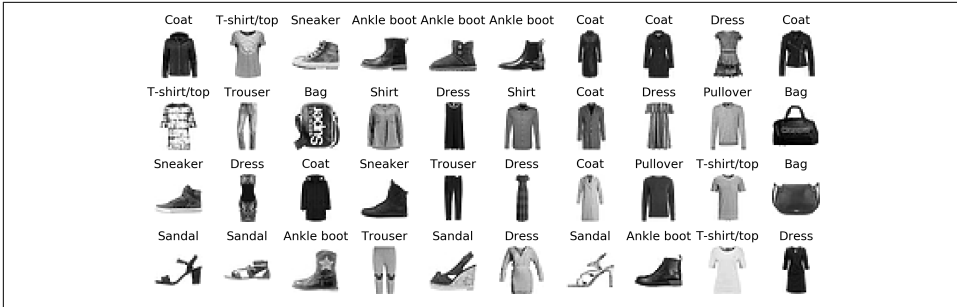 Coat T-shirt/top Sneaker Ankle boot Ankle boot Ankle boot Coat Coat Dress Coat
T-shirt/top Trouser Bag Shirt Dress Shirt Coat Dress Pullover Bag
Super
Sneaker Dress Coat Sneaker Trouser Dress Coat Pullover T-shirt/top Bag
Sandal Sandal Ankle boot Trouser Sandal Dress Sandal Ankle boot T-shirt/top Dress